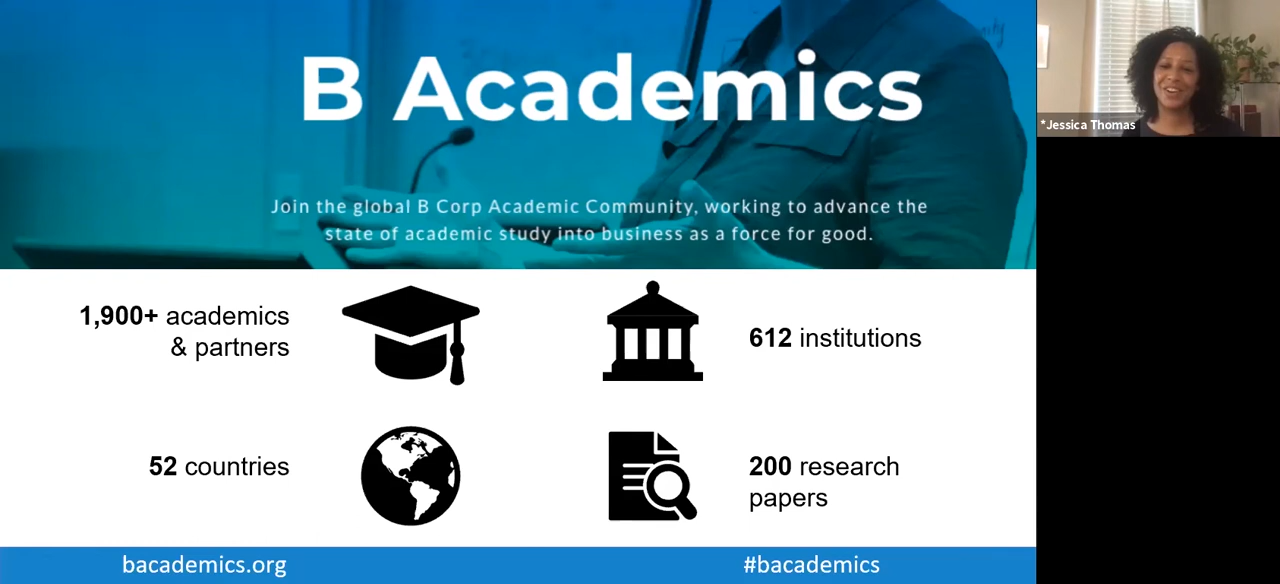 B Academics
Join the global B Corp Academic Community, working to advance the
state of academic study into business as a force for good.
*Jessica Thomas
1,900+ academics
& partners
612 institutions
52 countries
200 research
papers
bacademics.org
#bacademics